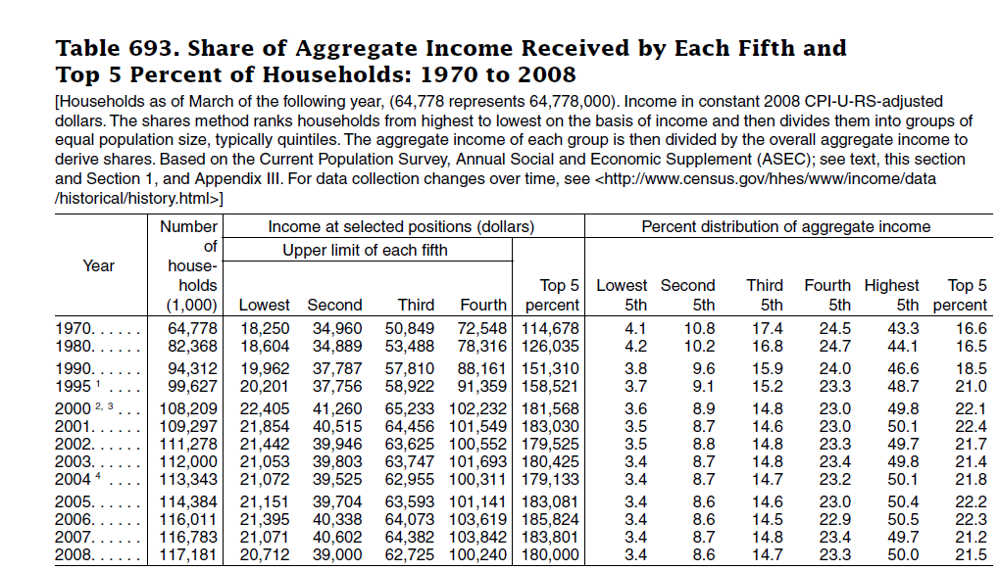 Table 693. Share of Aggregate Income Received by Each Fifth and
Top 5 Percent of Households: 1970 to 2008
[Households as of March of the following year, (64,778 represents 64,778,000). Income in constant 2008 CPI-U-RS-adjusted
dollars. The shares method ranks households from highest to lowest on the basis of income and then divides them into groups of
equal population size, typically quintiles. The aggregate income of each group is then divided by the overall aggregate income to
derive shares. Based on the Current Population Survey, Annual Social and Economic Supplement (ASEC); see text, this section
and Section 1, and Appendix III. For data collection changes over time, see <http://www.census.gov/hhes/www/income/data
/historical/history.html>]
Number Income at selected positions (dollars) Percent distribution of aggregate income
of Upper limit of each fifth
Year house-
holds Top 5 Lowest Second Third Fourth Highest Top 5
(1,000) Lowest Second Third Fourth percent 5th 5th 5th 5th 5th percent
1970. . . . . . 64,778 18,250 34,960 50,849 72,548 114,678 4.1 10.8 17.4 24.5 43.3 16.6
1980. . . . . . 82,368 18,604 34,889 53,488 78,316 126,035 4.2 10.2 16.8 24.7 44.1 16.5
1990. . . . . . 94,312 19,962 37,787 57,810 88,161 151,310 3.8 9.6 15.9 24.0 46.6 18.5
1995 ¹ . . . . 99,627 20,201 37,756 58,922 91,359 158,521 3.7 9.1 15.2 23.3 48.7 21.0
2000 ², ³ . . . 108,209 22,405 41,260 65,233 102,232 181,568 3.6 8.9 14.8 23.0 49.8 22.1
2001. . . . . . 109,297 21,854 40,515 64,456 101,549 183,030 3.5 8.7 14.6 23.0 50.1 22.4
2002. . . . . . 111,278 21,442 39,946 63,625 100,552 179,525 3.5 8.8 14.8 23.3 49.7 21.7
2003. . . . . . 112,000 21,053 39,803 63,747 101,693 180,425 3.4 8.7 14.8 23.4 49.8 21.4
2004 ⁴ . . . . 113,343 21,072 39,525 62,955 100,311 179,133 3.4 8.7 14.7 23.2 50.1 21.8
2005. . . . . . 114,384 21,151 39,704 63,593 101,141 183,081 3.4 8.6 14.6 23.0 50.4 22.2
2006. . . . . . 116,011 21,395 40,338 64,073 103,619 185,824 3.4 8.6 14.5 22.9 50.5 22.3
2007. . . . . . 116,783 21,071 40,602 64,382 103,842 183,801 3.4 8.7 14.8 23.4 49.7 21.2
2008. . . . . . 117,181 20,712 39,000 62,725 100,240 180,000 3.4 8.6 14.7 23.3 50.0 21.5